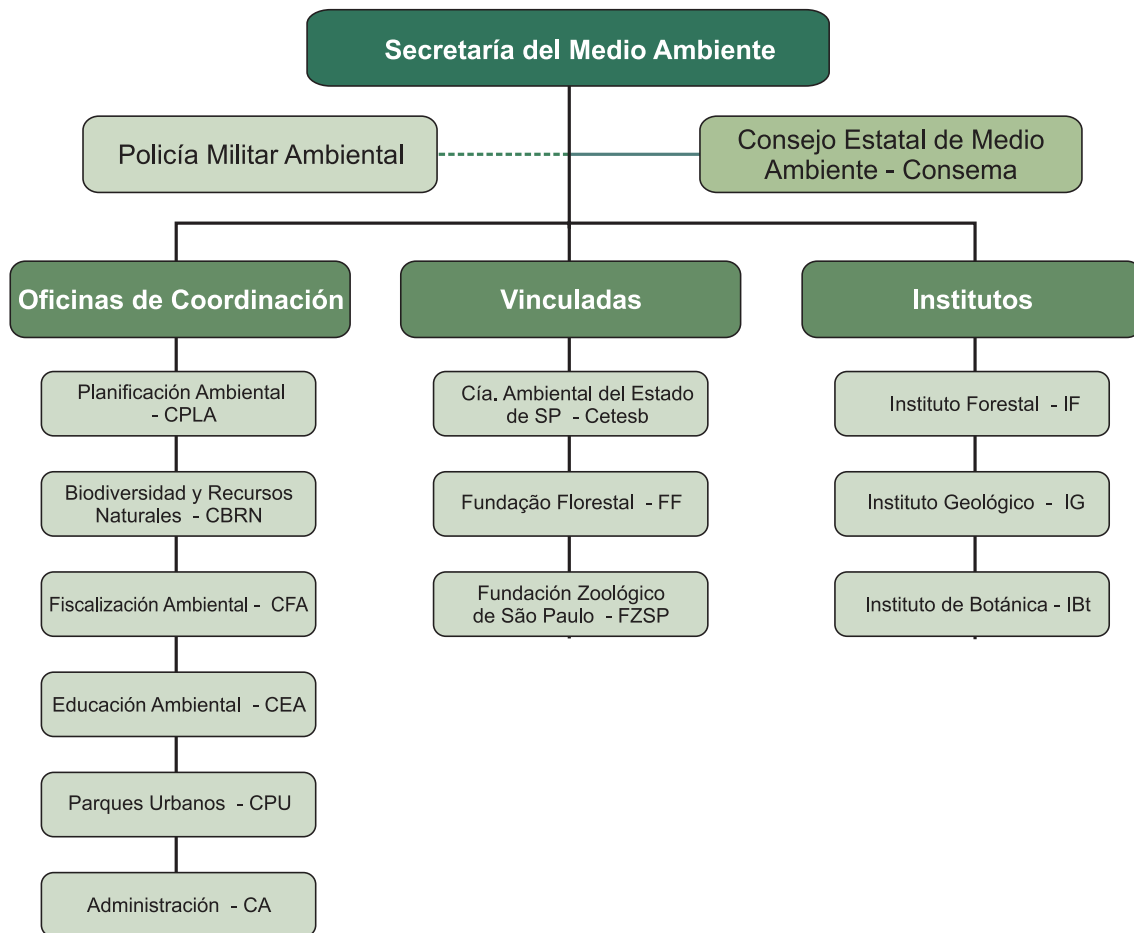 Secretaría del Medio Ambiente
Policía Militar Ambiental
Consejo Estatal de Medio
Ambiente - Consema
Oficinas de Coordinación
Planificación Ambiental
- CPLA
Biodiversidad y Recursos
Naturales - CBRN
Fiscalización Ambiental - CFA
Educación Ambiental - CEA
Parques Urbanos - CPU
Administración - CA
Vinculadas
Cía. Ambiental del Estado
de SP - Cetesb
Fundação Florestal - FF
Fundación Zoológico
de São Paulo - FZSP
Institutos
Instituto Forestal - IF
Instituto Geológico - IG
Instituto de Botánica - IBt